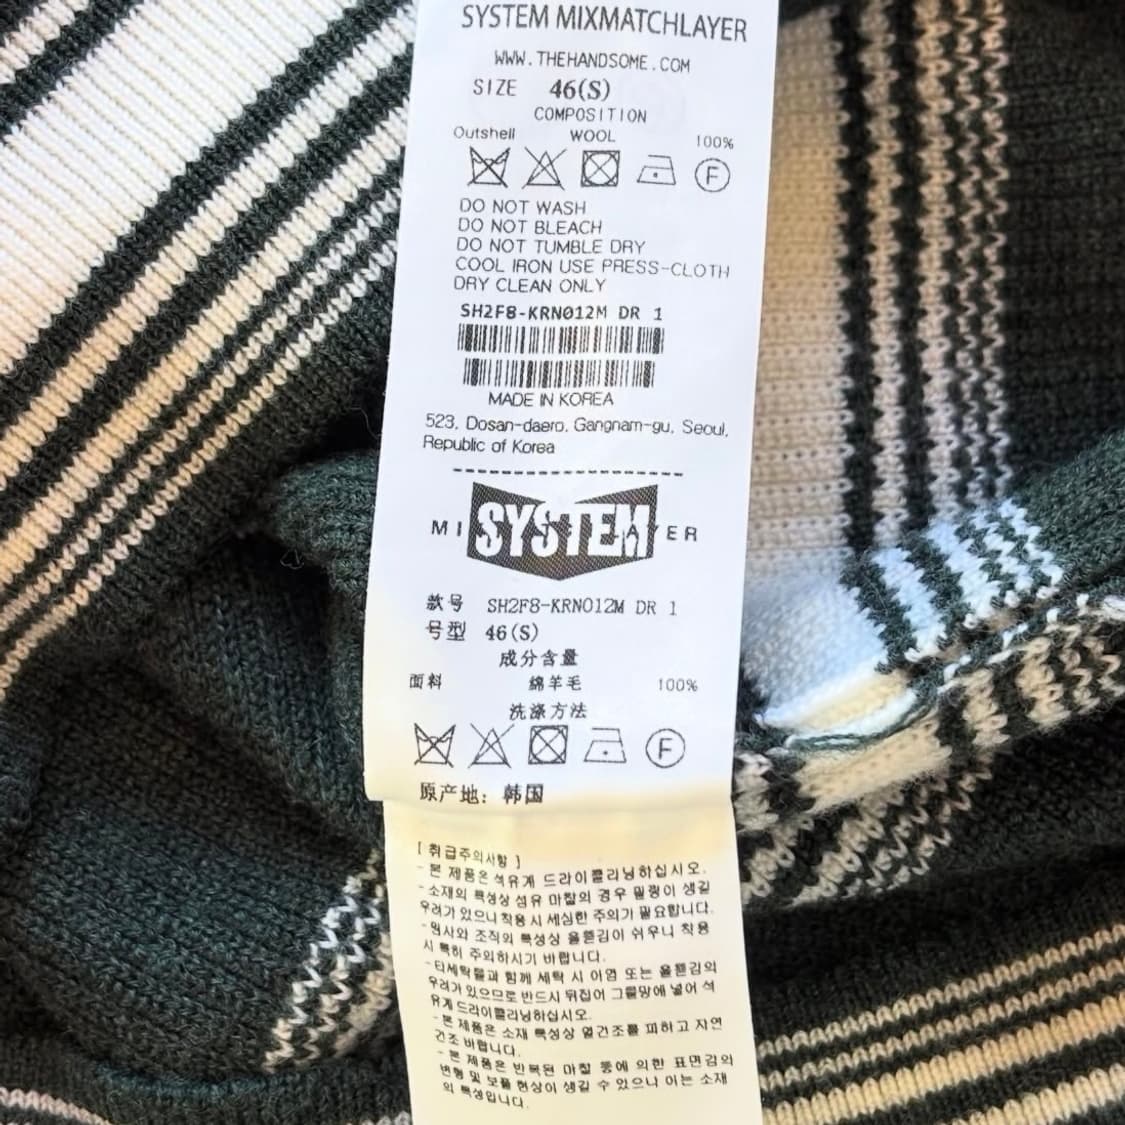 SYSTEM MIXMATCHLAYER
WWW.THEHANDSOME.COM
SIZE 46(S)
COMPOSITION
Outshell WOOL 100%
F
DO NOT WASH
DO NOT BLEACH
DO NOT TUMBLE DRY
COOL IRON USE PRESS-CLOTH
DRY CLEAN ONLY
SH2F8-KRN012M DR 1
MADE IN KOREA
523, Dosan-daero, Gangnam-gu, Seoul,
Republic of Korea
SYSTEM
款号 SH2F8-KRN012M DR 1
号型 46(S)
成分含量
面料 绵羊毛 100%
洗涤方法
F
原产地: 韩国
[ 취급주의사항 ]
- 본 제품은 석유계 드라이클리닝하십시오.
- 소재의 특성상 섬유 마찰의 경우 필링이 생길
우려가 있으니 착용 시 세심한 주의가 필요합니다.
- 원사와 조직의 특성상 올뜯김이 쉬우니 착용
시 특히 주의하시기 바랍니다.
- 타세탁물과 함께 세탁 시 이염 또는 올뜯김의
우려가 있으므로 반드시 뒤집어 그물망에 넣어 석
유계 드라이클리닝하십시오.
- 본 제품은 소재 특성상 열건조를 피하고 자연
건조 바랍니다.
- 본 제품은 반복된 마찰 등에 의한 표면감의
변형 및 보풀 현상이 생길 수 있으나 이는 소재
의 특성입니다.